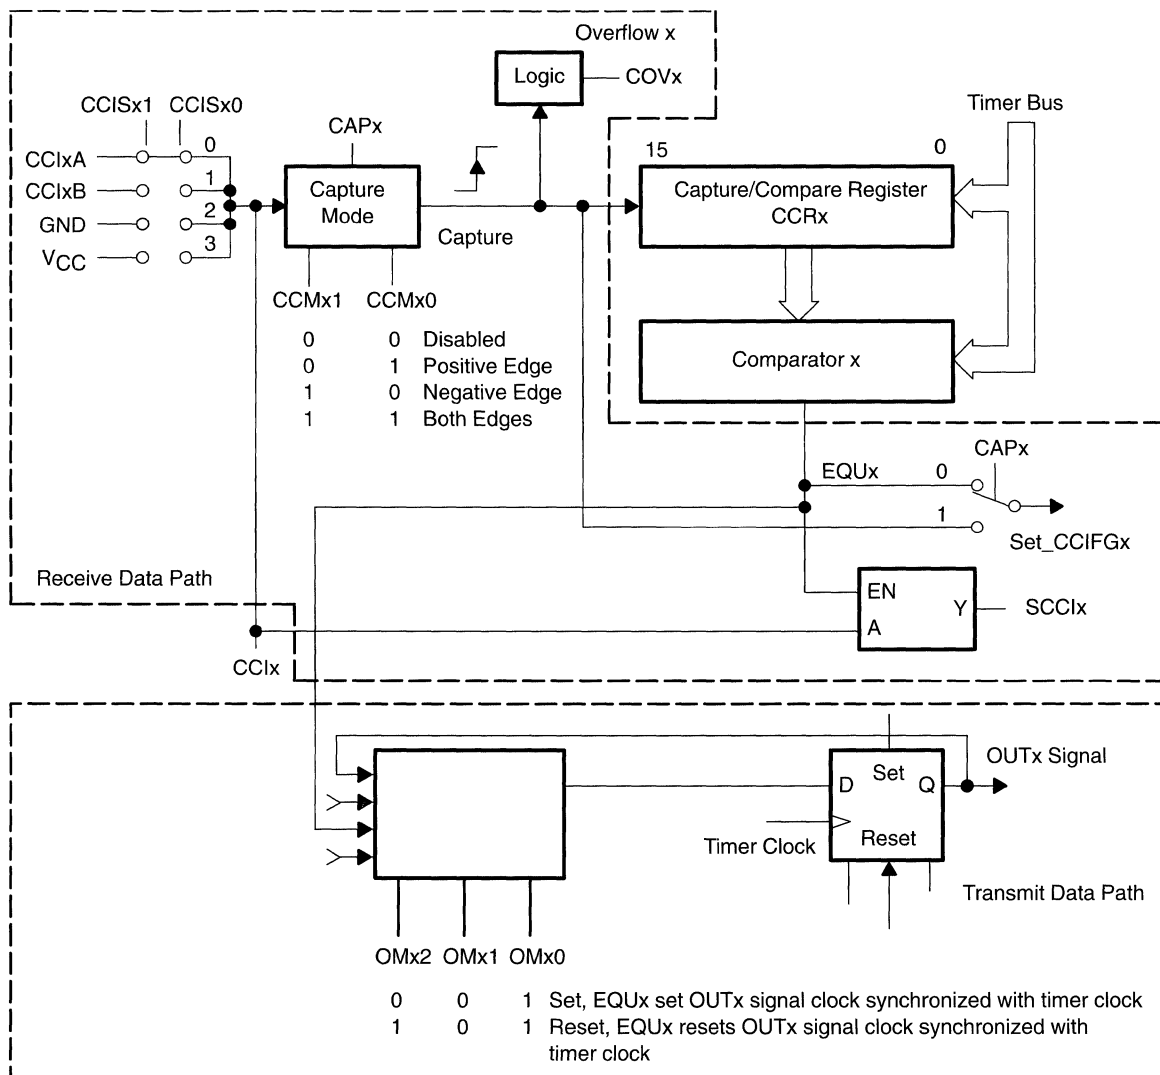 Overflow x
Logic
COVx
CCISx1 CCISx0
Timer Bus
CAPx
CCIxA
0
CCIxB
1
GND
2
VCC
3
Capture
Mode
Capture
15
0
Capture/Compare Register
CCRx
CCMx1 CCMx0
0 0 Disabled
0 1 Positive Edge
1 0 Negative Edge
1 1 Both Edges
Comparator x
CAPx
EQUx
0
1
Set_CCIFGx
Receive Data Path
EN
Y
SCCIx
A
CCIx
OUTx Signal
Set
D
Q
Timer Clock
Reset
Transmit Data Path
OMx2 OMx1 OMx0
0 0 1 Set, EQUx set OUTx signal clock synchronized with timer clock
1 0 1 Reset, EQUx resets OUTx signal clock synchronized with
timer clock